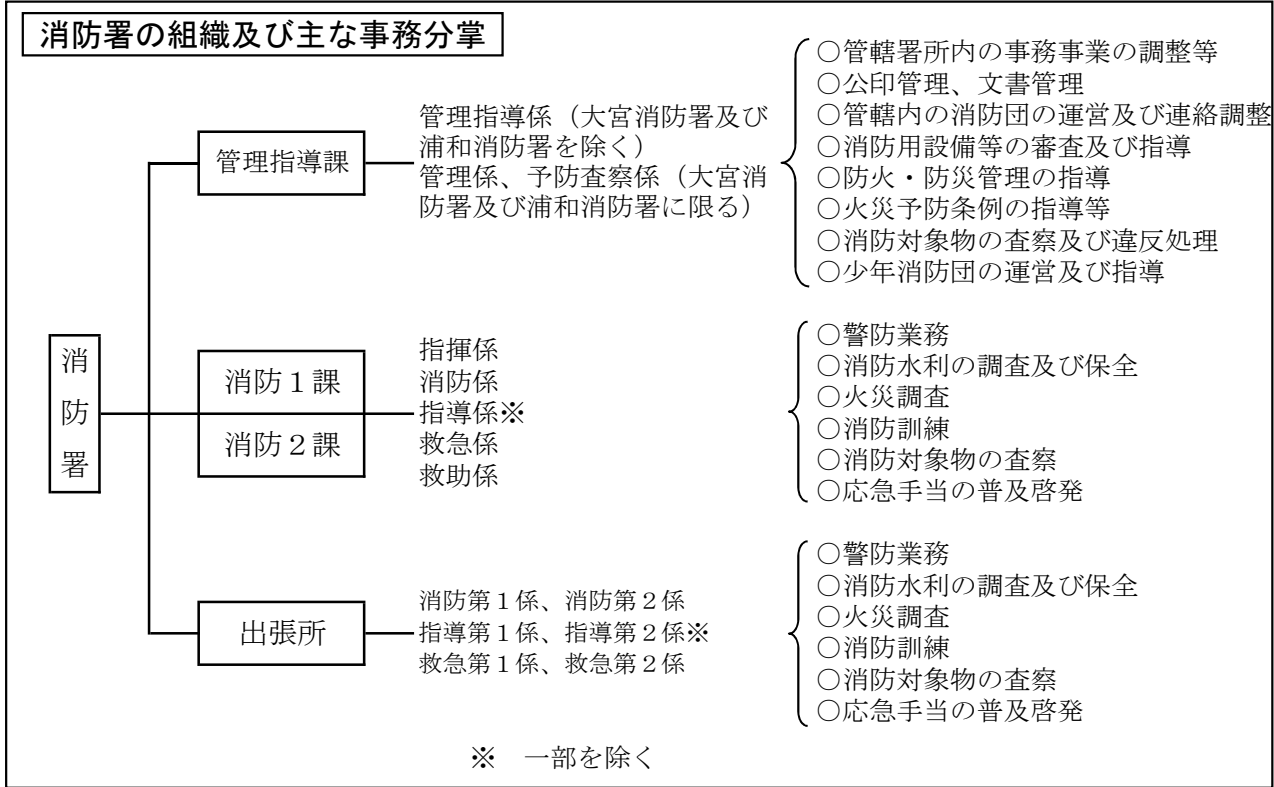 消防署の組織及び主な事務分掌
消防署
管理指導課
管理指導係（大宮消防署及び
浦和消防署を除く）
管理係、予防査察係（大宮消
防署及び浦和消防署に限る）
○管轄署所内の事務事業の調整等
○公印管理、文書管理
○管轄内の消防団の運営及び連絡調整
○消防用設備等の審査及び指導
○防火・防災管理の指導
○火災予防条例の指導等
○消防対象物の査察及び違反処理
○少年消防団の運営及び指導
消防１課
消防２課
指揮係
消防係
指導係※
救急係
救助係
○警防業務
○消防水利の調査及び保全
○火災調査
○消防訓練
○消防対象物の査察
○応急手当の普及啓発
出張所
消防第１係、消防第２係
指導第１係、指導第２係※
救急第１係、救急第２係
○警防業務
○消防水利の調査及び保全
○火災調査
○消防訓練
○消防対象物の査察
○応急手当の普及啓発
※　一部を除く